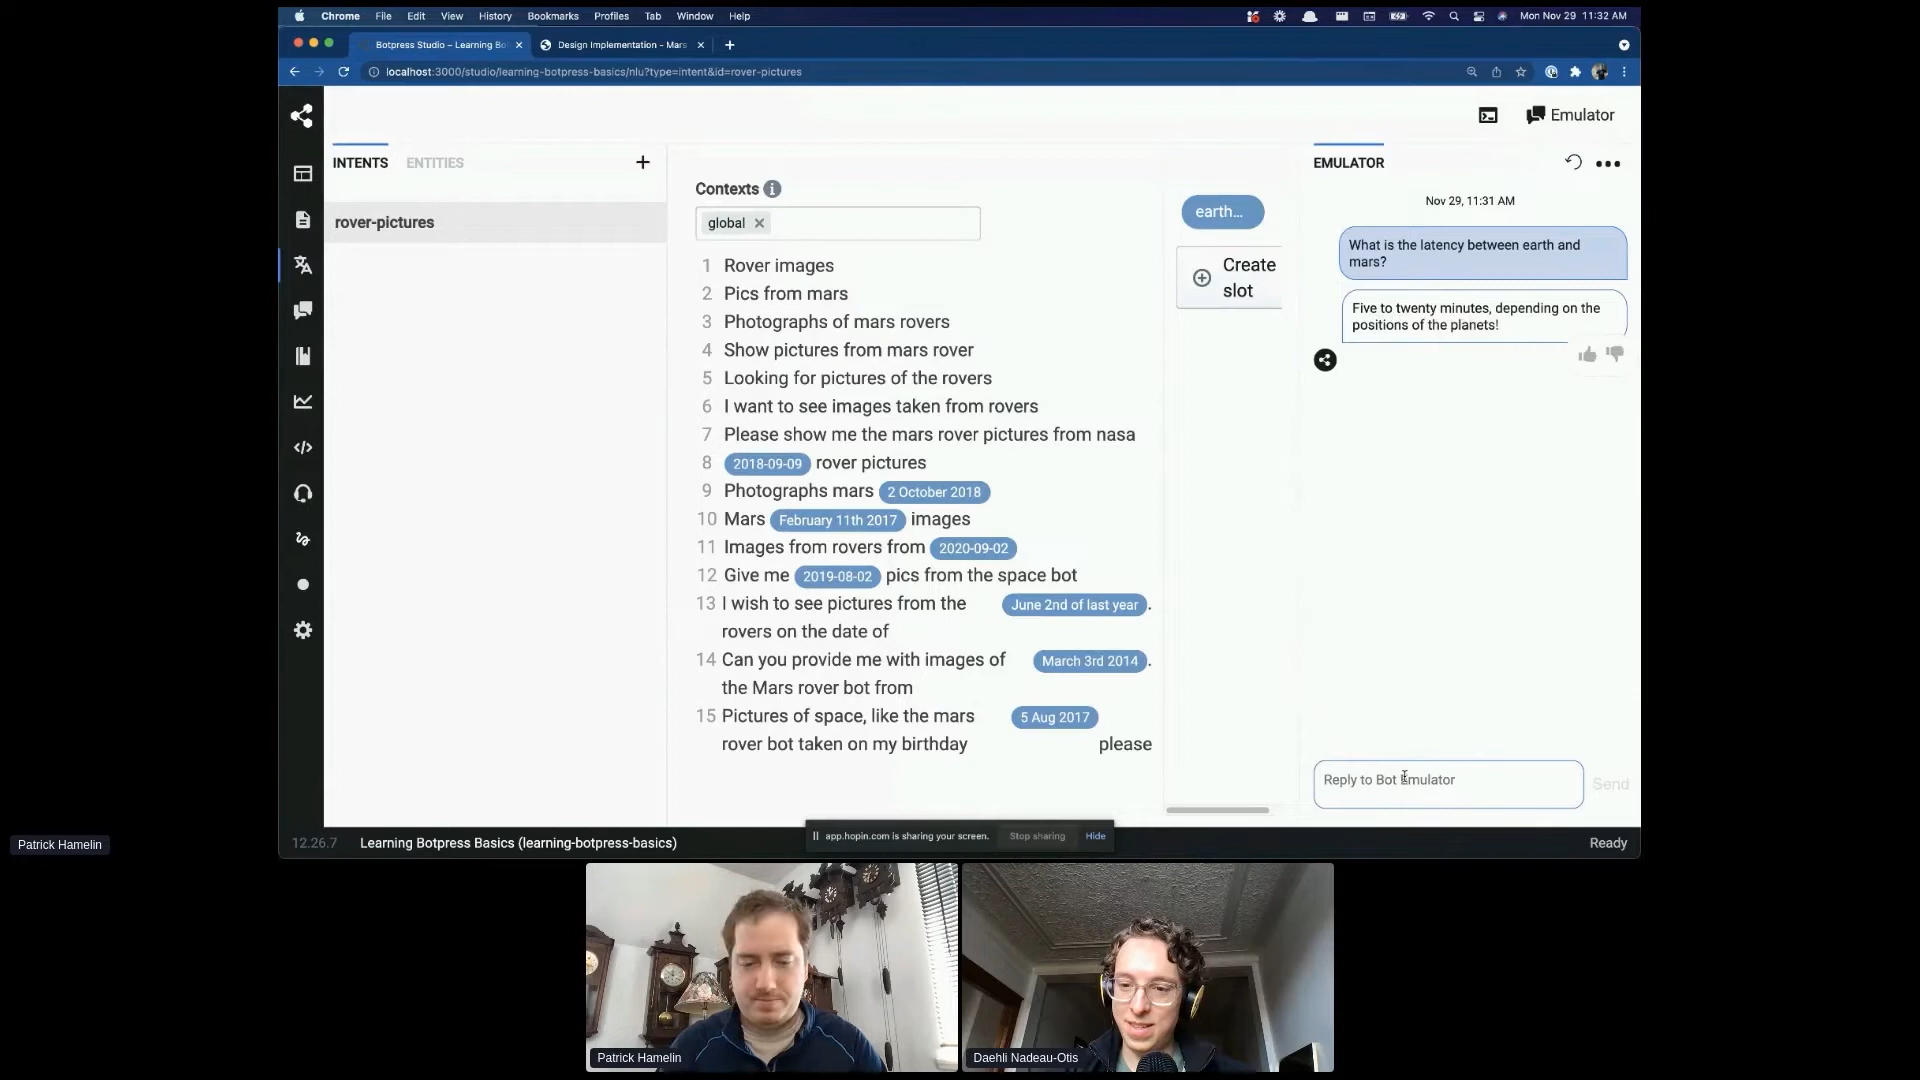 Chrome File Edit View History Bookmarks Profiles Tab Window Help Mon Nov 29 11:32 AM
Botpress Studio – Learning Bo
Design Implementation - Mars
localhost:3000/studio/learning-botpress-basics/nlu?type=intent&id=rover-pictures
Emulator
INTENTS ENTITIES
rover-pictures
Contexts
global
1 Rover images
2 Pics from mars
3 Photographs of mars rovers
4 Show pictures from mars rover
5 Looking for pictures of the rovers
6 I want to see images taken from rovers
7 Please show me the mars rover pictures from nasa
8 2018-09-09 rover pictures
9 Photographs mars 2 October 2018
10 Mars February 11th 2017 images
11 Images from rovers from 2020-09-02
12 Give me 2019-08-02 pics from the space bot
13 I wish to see pictures from the
rovers on the date of June 2nd of last year.
14 Can you provide me with images of
the Mars rover bot from March 3rd 2014.
15 Pictures of space, like the mars
rover bot taken on my birthday 5 Aug 2017 please
earth...
Create
slot
EMULATOR
Nov 29, 11:31 AM
What is the latency between earth and
mars?
Five to twenty minutes, depending on the
positions of the planets!
Reply to Bot Emulator
Send
12.26.7 Learning Botpress Basics (learning-botpress-basics)
Ready
app.hopin.com is sharing your screen. Stop sharing Hide
Patrick Hamelin
Patrick Hamelin
Daehli Nadeau-Otis